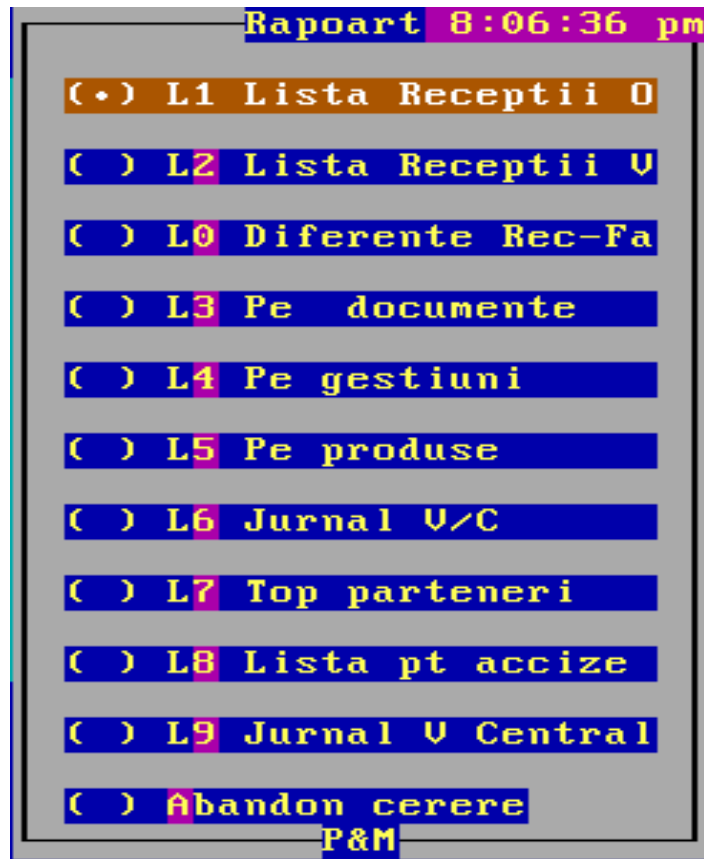 Rapoart 8:06:36 pm
(•) L1 Lista Receptii O
( ) L2 Lista Receptii V
( ) L0 Diferente Rec-Fa
( ) L3 Pe documente
( ) L4 Pe gestiuni
( ) L5 Pe produse
( ) L6 Jurnal V/C
( ) L7 Top parteneri
( ) L8 Lista pt accize
( ) L9 Jurnal V Central
( ) Abandon cerere
P&M